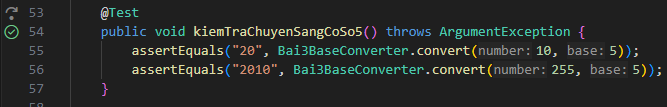 53 @Test
54 public void kiemTraChuyenSangCoSo5() throws ArgumentException {
55 assertEquals("20", Bai3BaseConverter.convert(number: 10, base: 5));
56 assertEquals("2010", Bai3BaseConverter.convert(number: 255, base: 5));
57 }